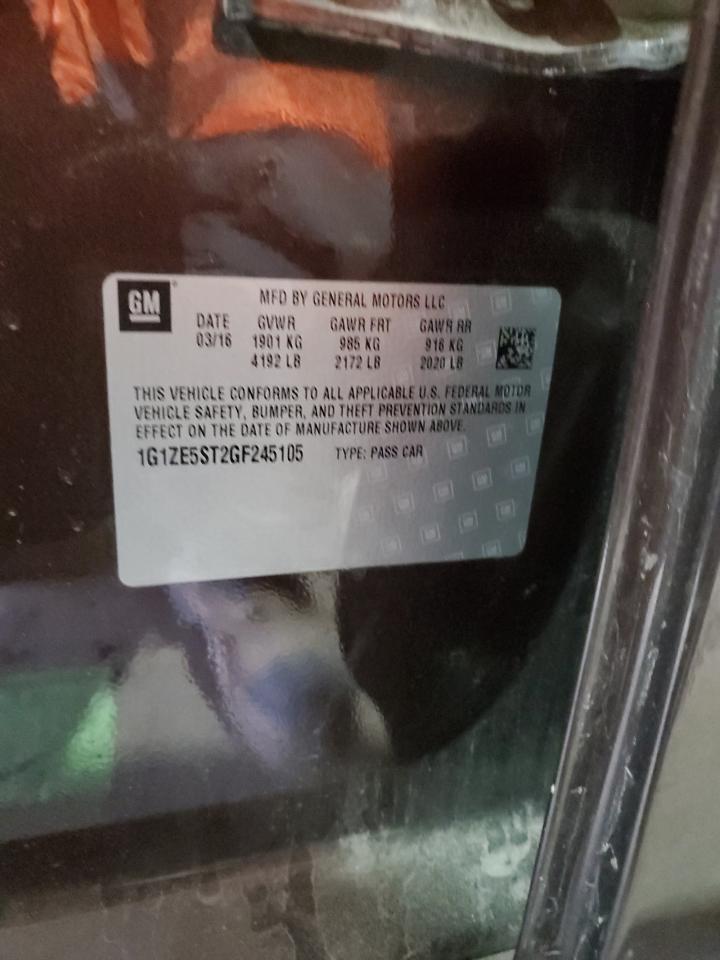 GM
MFD BY GENERAL MOTORS LLC
DATE GVWR GAWR FRT GAWR RR
03/16 1901 KG 985 KG 916 KG
4192 LB 2172 LB 2020 LB
THIS VEHICLE CONFORMS TO ALL APPLICABLE U.S. FEDERAL MOTOR
VEHICLE SAFETY, BUMPER, AND THEFT PREVENTION STANDARDS IN
EFFECT ON THE DATE OF MANUFACTURE SHOWN ABOVE.
1G1ZE5ST2GF245105 TYPE: PASS CAR